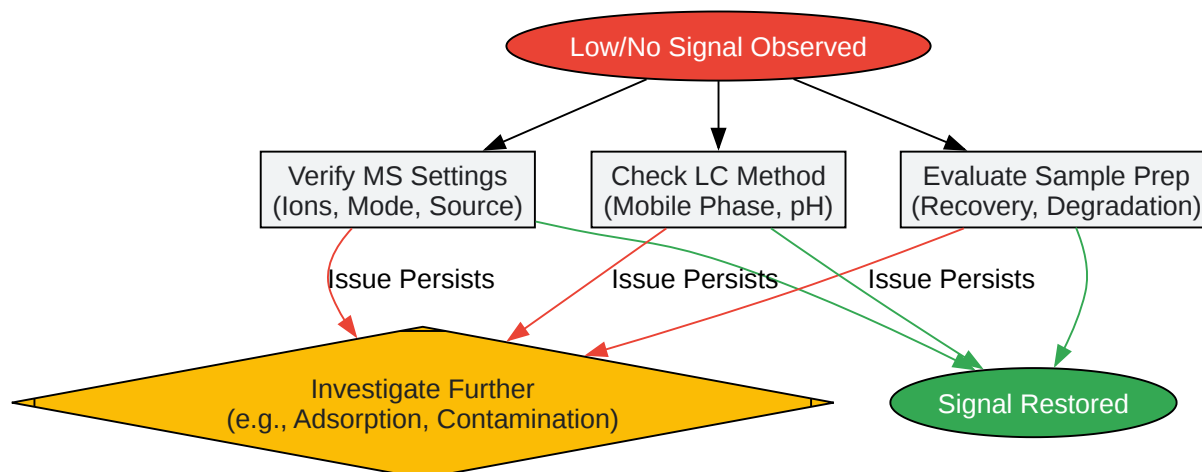 Low/No Signal Observed
Verify MS Settings
(Ions, Mode, Source)
Check LC Method
(Mobile Phase, pH)
Evaluate Sample Prep
(Recovery, Degradation)
Issue Persists
Issue Persists
Issue Persists
Investigate Further
(e.g., Adsorption, Contamination)
Signal Restored